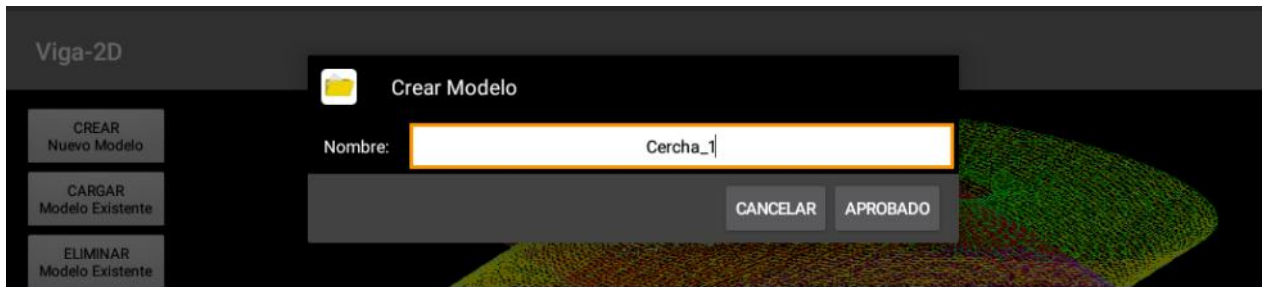 Viga-2D
Crear Modelo
CREAR
Nuevo Modelo
Nombre:
Cercha_1
CARGAR
Modelo Existente
CANCELAR
APROBADO
ELIMINAR
Modelo Existente